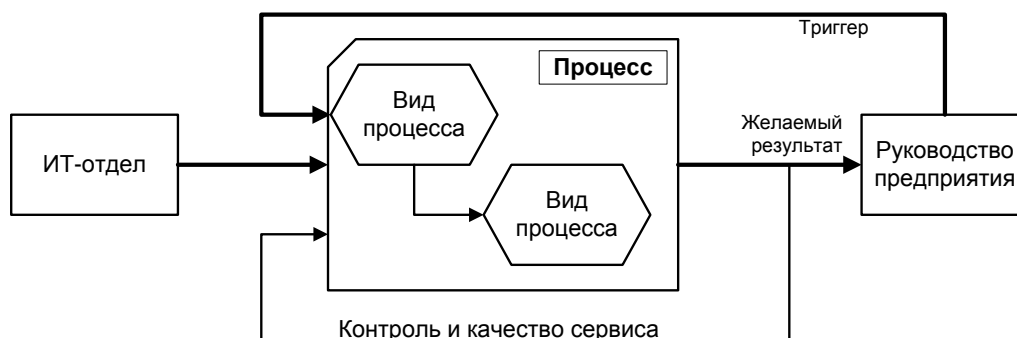 Триггер
Процесс
Вид
процесса
Желаемый
результат
ИТ-отдел
Руководство
предприятия
Вид
процесса
Контроль и качество сервиса